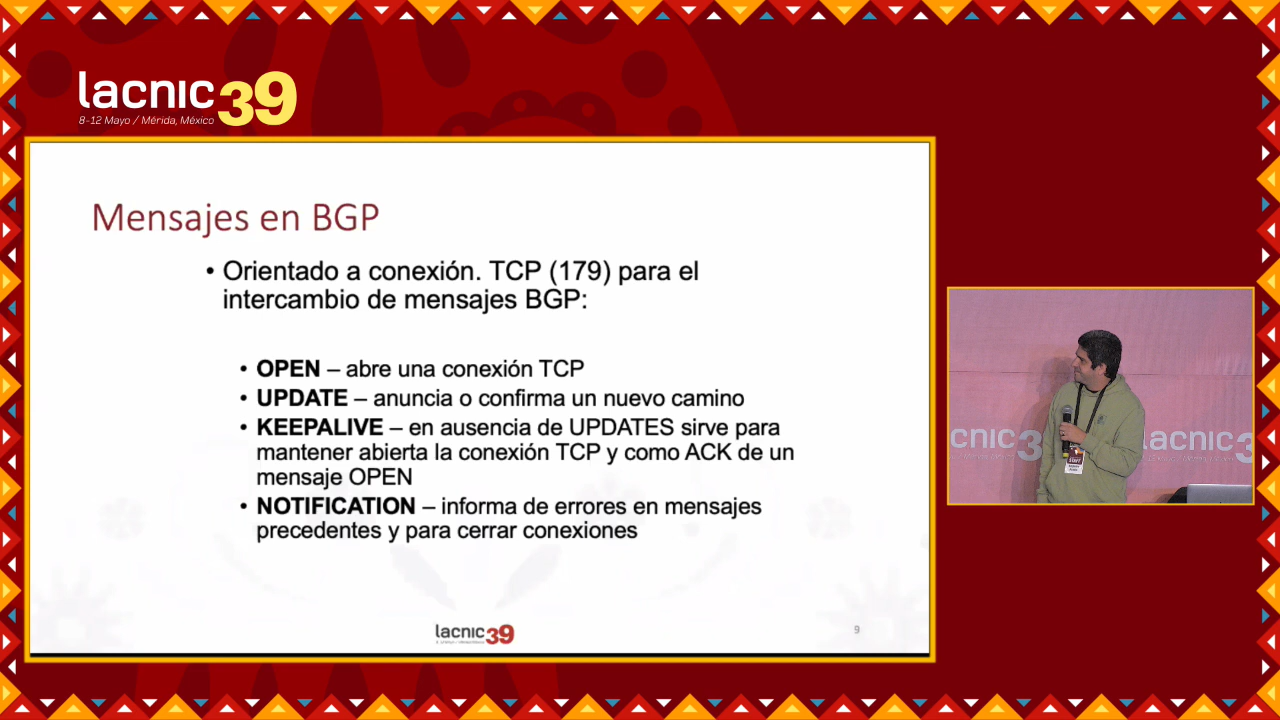 lacnic39
8-12 Mayo / Mérida, México
Mensajes en BGP
• Orientado a conexión. TCP (179) para el
intercambio de mensajes BGP:
• OPEN – abre una conexión TCP
• UPDATE – anuncia o confirma un nuevo camino
• KEEPALIVE – en ausencia de UPDATES sirve para
mantener abierta la conexión TCP y como ACK de un
mensaje OPEN
• NOTIFICATION – informa de errores en mensajes
precedentes y para cerrar conexiones
lacnic39
9
cnic3
lacnic3